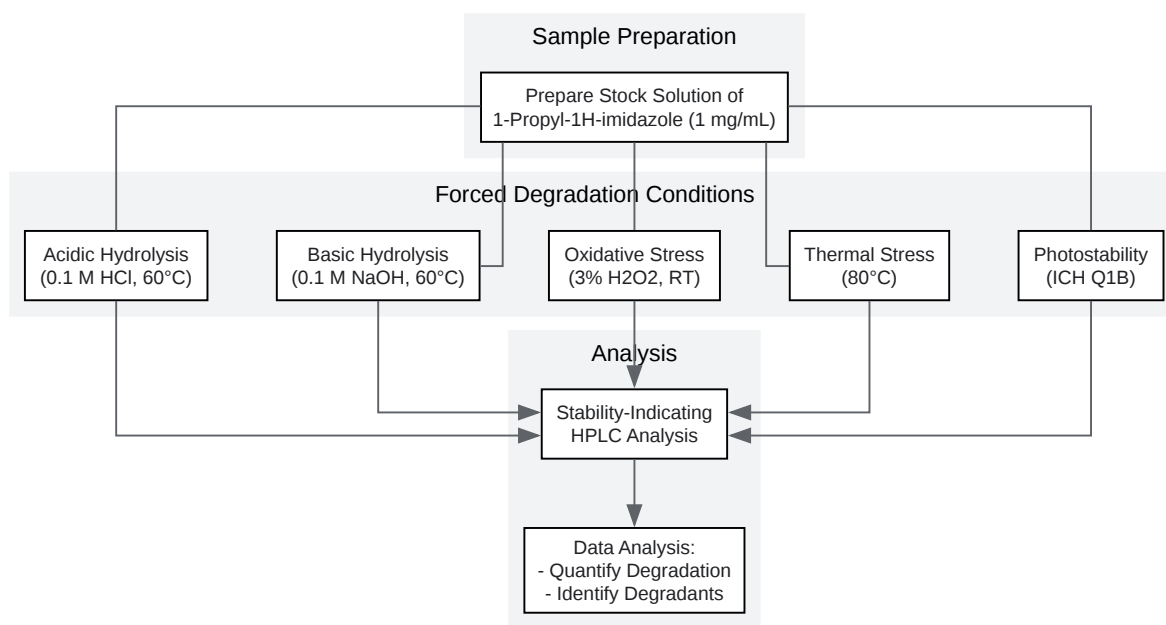 Sample Preparation
Prepare Stock Solution of
1-Propyl-1H-imidazole (1 mg/mL)
Forced Degradation Conditions
Acidic Hydrolysis
(0.1 M HCl, 60°C)
Basic Hydrolysis
(0.1 M NaOH, 60°C)
Oxidative Stress
(3% H2O2, RT)
Thermal Stress
(80°C)
Photostability
(ICH Q1B)
Analysis
Stability-Indicating
HPLC Analysis
Data Analysis:
- Quantify Degradation
- Identify Degradants